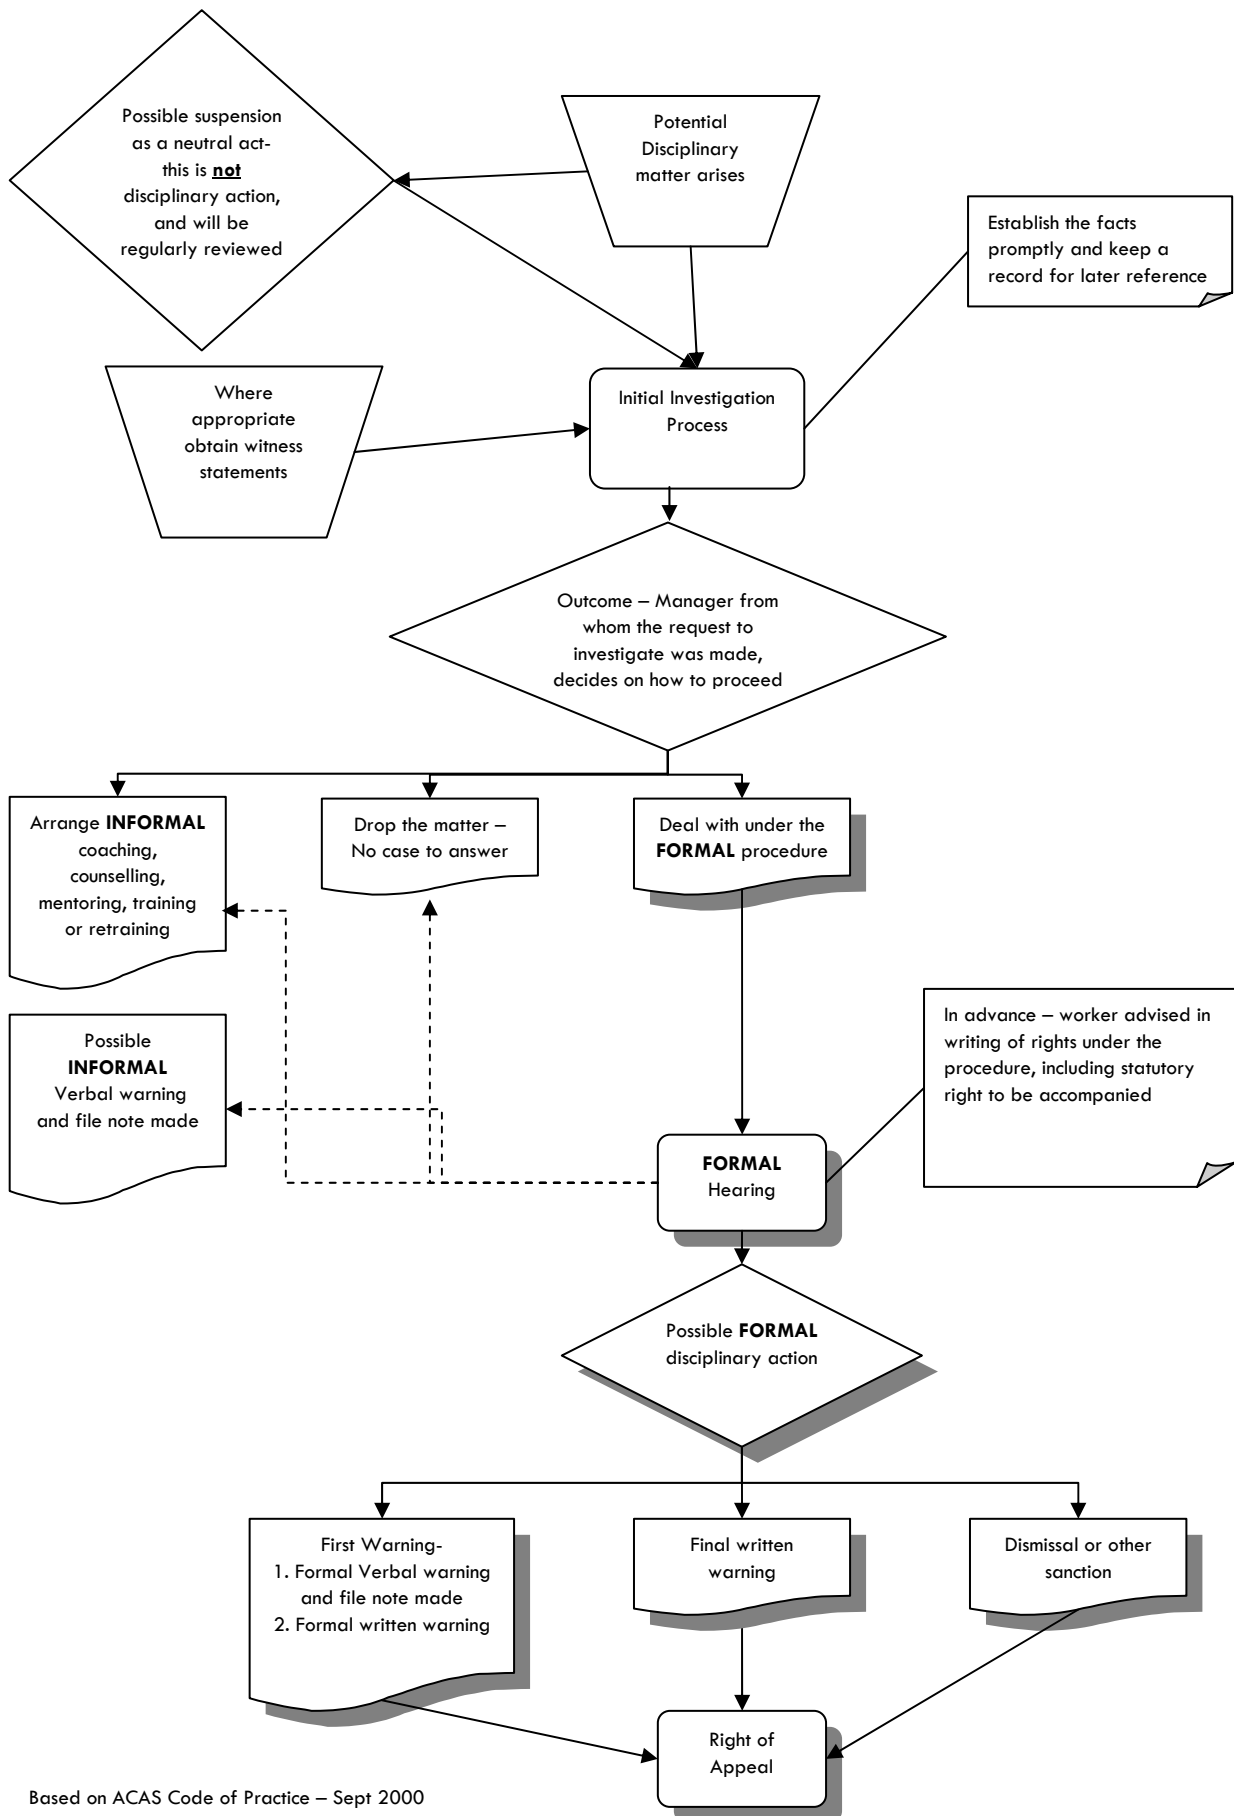 Possible suspension
as a neutral act-
this is not
disciplinary action,
and will be
regularly reviewed
Potential
Disciplinary
matter arises
Establish the facts
promptly and keep a
record for later reference
Where
appropriate
obtain witness
statements
Initial Investigation
Process
Outcome – Manager from
whom the request to
investigate was made,
decides on how to proceed
Arrange INFORMAL
coaching,
counselling,
mentoring, training
or retraining
Drop the matter –
No case to answer
Deal with under the
FORMAL procedure
Possible
INFORMAL
Verbal warning
and file note made
In advance – worker advised in
writing of rights under the
procedure, including statutory
right to be accompanied
FORMAL
Hearing
Possible FORMAL
disciplinary action
First Warning-
1. Formal Verbal warning
and file note made
2. Formal written warning
Final written
warning
Dismissal or other
sanction
Right of
Appeal
Based on ACAS Code of Practice – Sept 2000